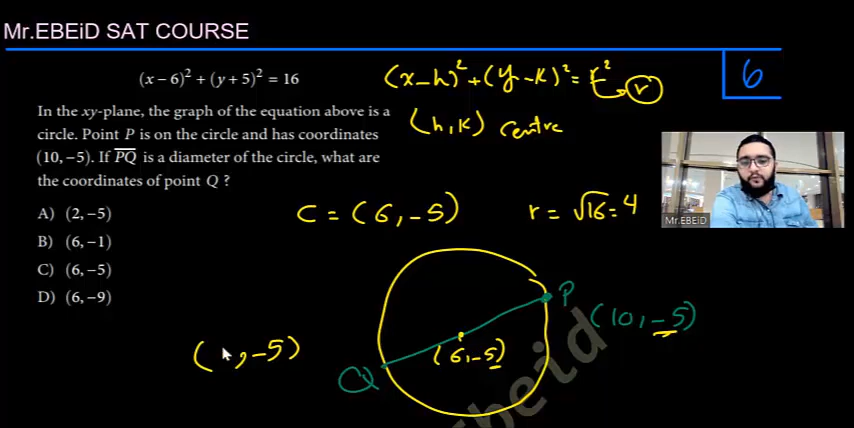 Mr.EBEiD SAT COURSE
(x − 6)² + (y + 5)² = 16
(x − h)² + (y − k)² = r²
r
6
In the xy-plane, the graph of the equation above is a
circle. Point P is on the circle and has coordinates
(10, −5). If PQ is a diameter of the circle, what are
the coordinates of point Q ?
(h, k) centre
Mr.EBEiD
A) (2, −5)
B) (6, −1)
C) (6, −5)
D) (6, −9)
C = (6, −5)
r = √16 = 4
P
(10, −5)
( , −5)
(6, −5)
Q
beid